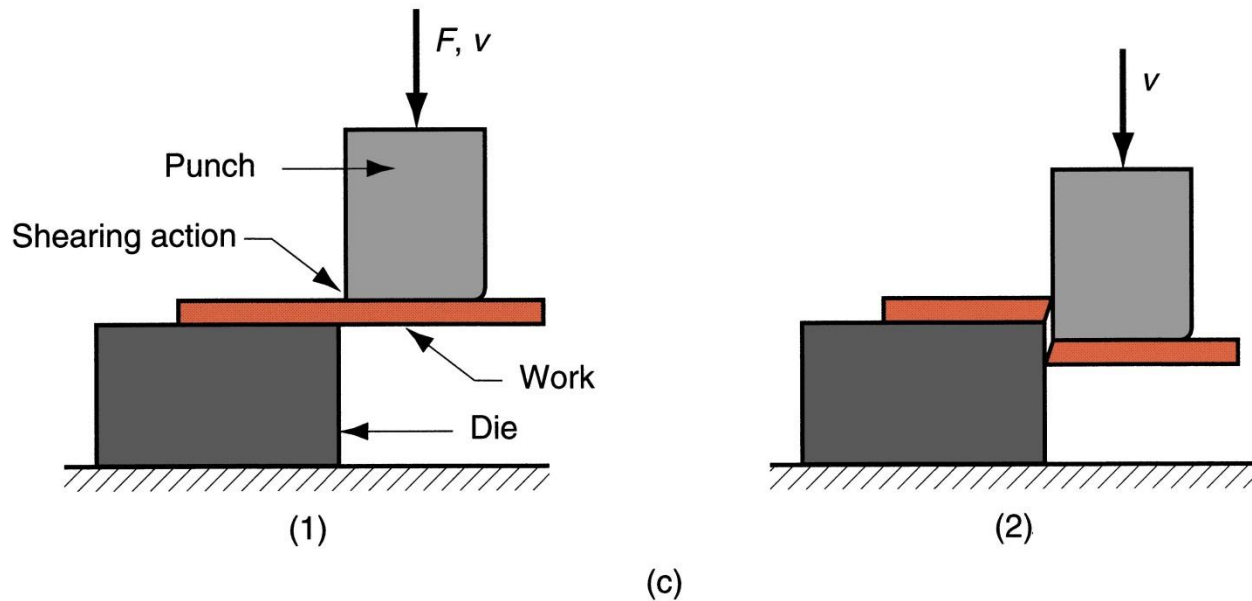 F, v
v
Punch
Shearing action
Work
Die
(1)
(2)
(c)